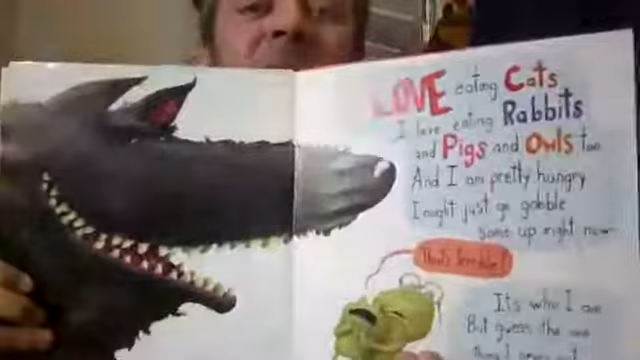 LOVE eating Cats
I love eating Rabbits
and Pigs and Owls too
And I am pretty hungry
I might just go gobble
some up right now
That's terrible!
It's who I am
But guess the one
thing I